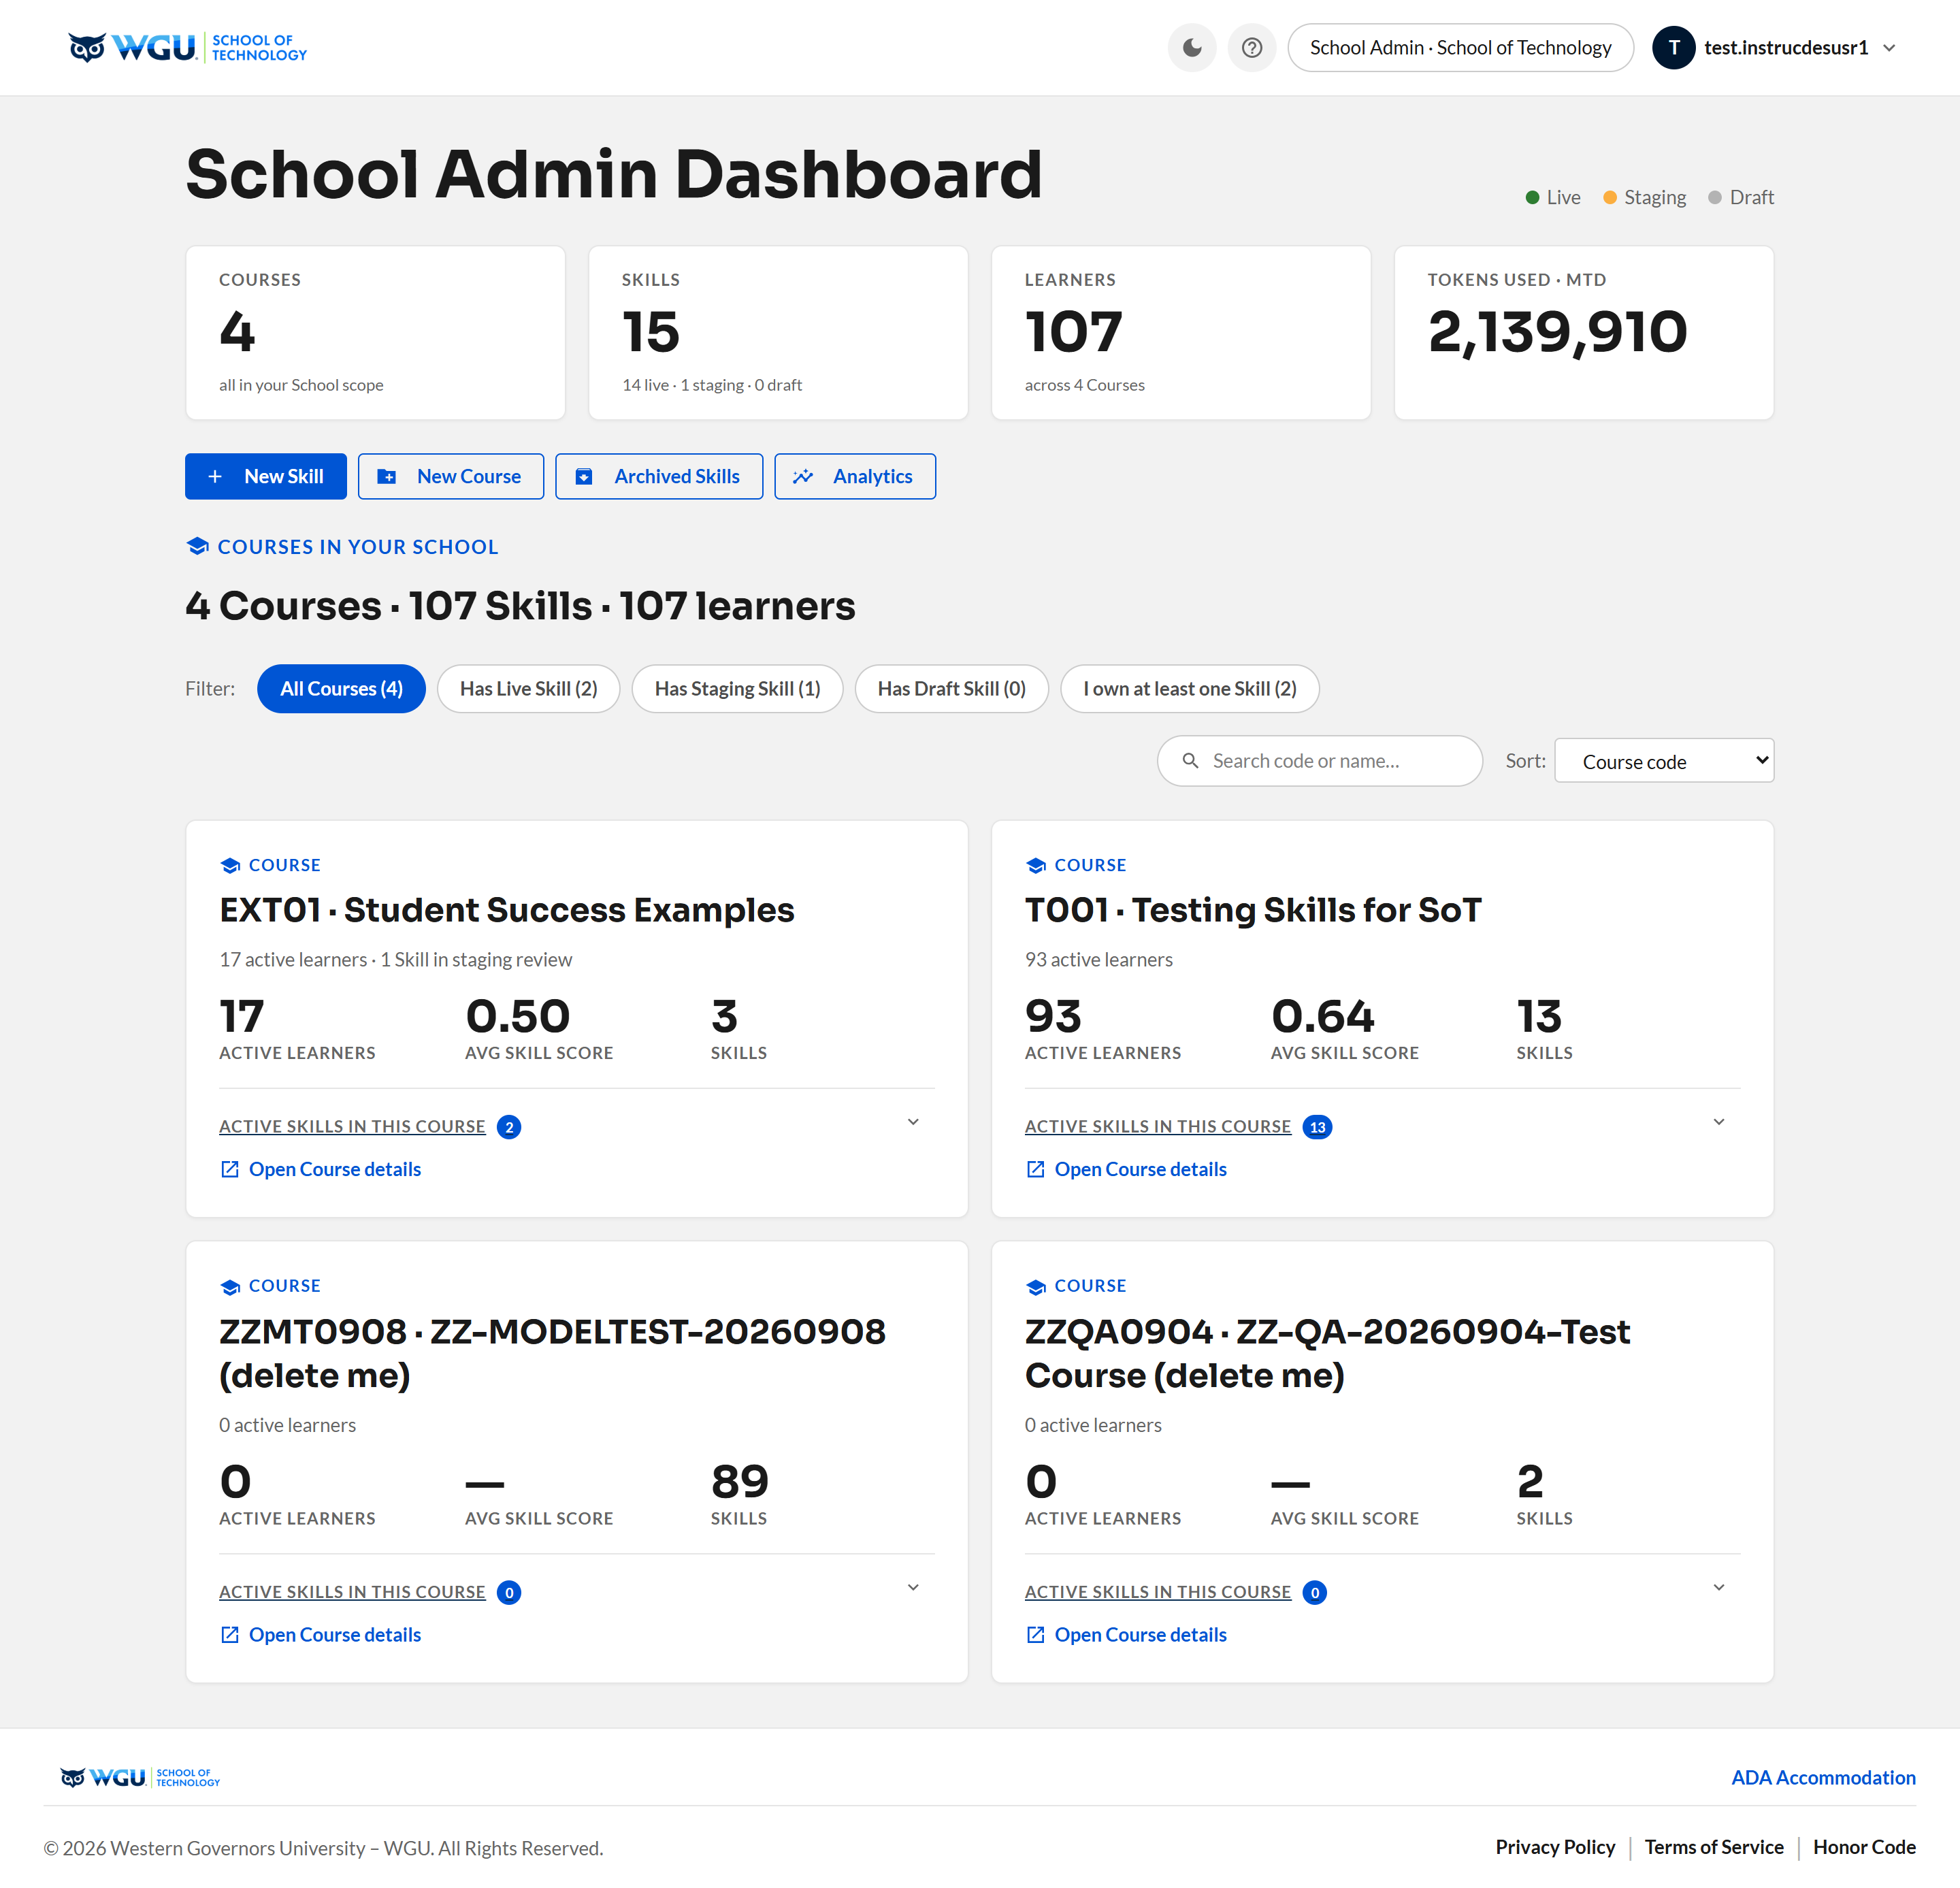 WGU. SCHOOL OF TECHNOLOGY
School Admin · School of Technology
T test.instrucdesusr1
School Admin Dashboard
Live Staging Draft
COURSES
4
all in your School scope
SKILLS
15
14 live · 1 staging · 0 draft
LEARNERS
107
across 4 Courses
TOKENS USED · MTD
2,139,910
New Skill
New Course
Archived Skills
Analytics
COURSES IN YOUR SCHOOL
4 Courses · 107 Skills · 107 learners
Filter: All Courses (4) Has Live Skill (2) Has Staging Skill (1) Has Draft Skill (0) I own at least one Skill (2)
Search code or name... Sort: Course code
COURSE
EXT01 · Student Success Examples
17 active learners · 1 Skill in staging review
17 0.50 3
ACTIVE LEARNERS AVG SKILL SCORE SKILLS
ACTIVE SKILLS IN THIS COURSE 2
Open Course details
COURSE
T001 · Testing Skills for SoT
93 active learners
93 0.64 13
ACTIVE LEARNERS AVG SKILL SCORE SKILLS
ACTIVE SKILLS IN THIS COURSE 13
Open Course details
COURSE
ZZMT0908 · ZZ-MODELTEST-20260908
(delete me)
0 active learners
0 — 89
ACTIVE LEARNERS AVG SKILL SCORE SKILLS
ACTIVE SKILLS IN THIS COURSE 0
Open Course details
COURSE
ZZQA0904 · ZZ-QA-20260904-Test
Course (delete me)
0 active learners
0 — 2
ACTIVE LEARNERS AVG SKILL SCORE SKILLS
ACTIVE SKILLS IN THIS COURSE 0
Open Course details
WGU. SCHOOL OF TECHNOLOGY
ADA Accommodation
© 2026 Western Governors University – WGU. All Rights Reserved.
Privacy Policy | Terms of Service | Honor Code